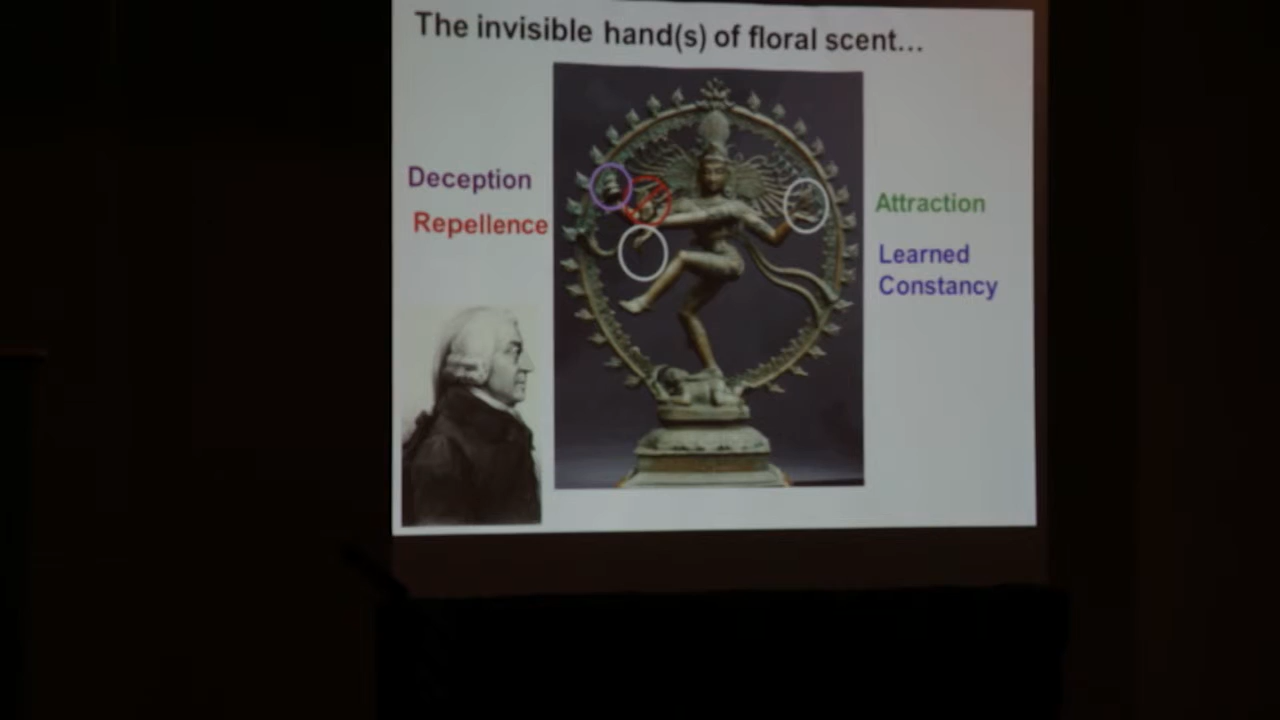 The invisible hand(s) of floral scent...
Deception
Repellence
Attraction
Learned
Constancy